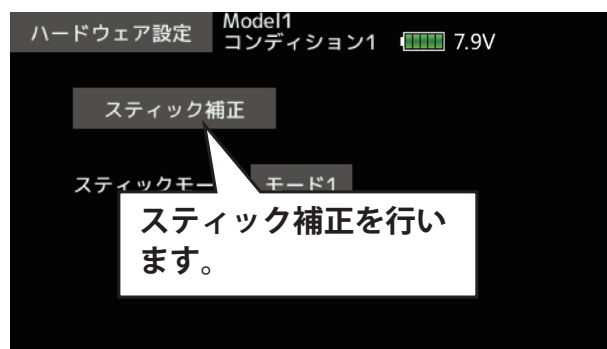 ハードウェア設定
Model1
コンディション1 7.9V
スティック補正
スティックモー
モード1
スティック補正を行い
ます。